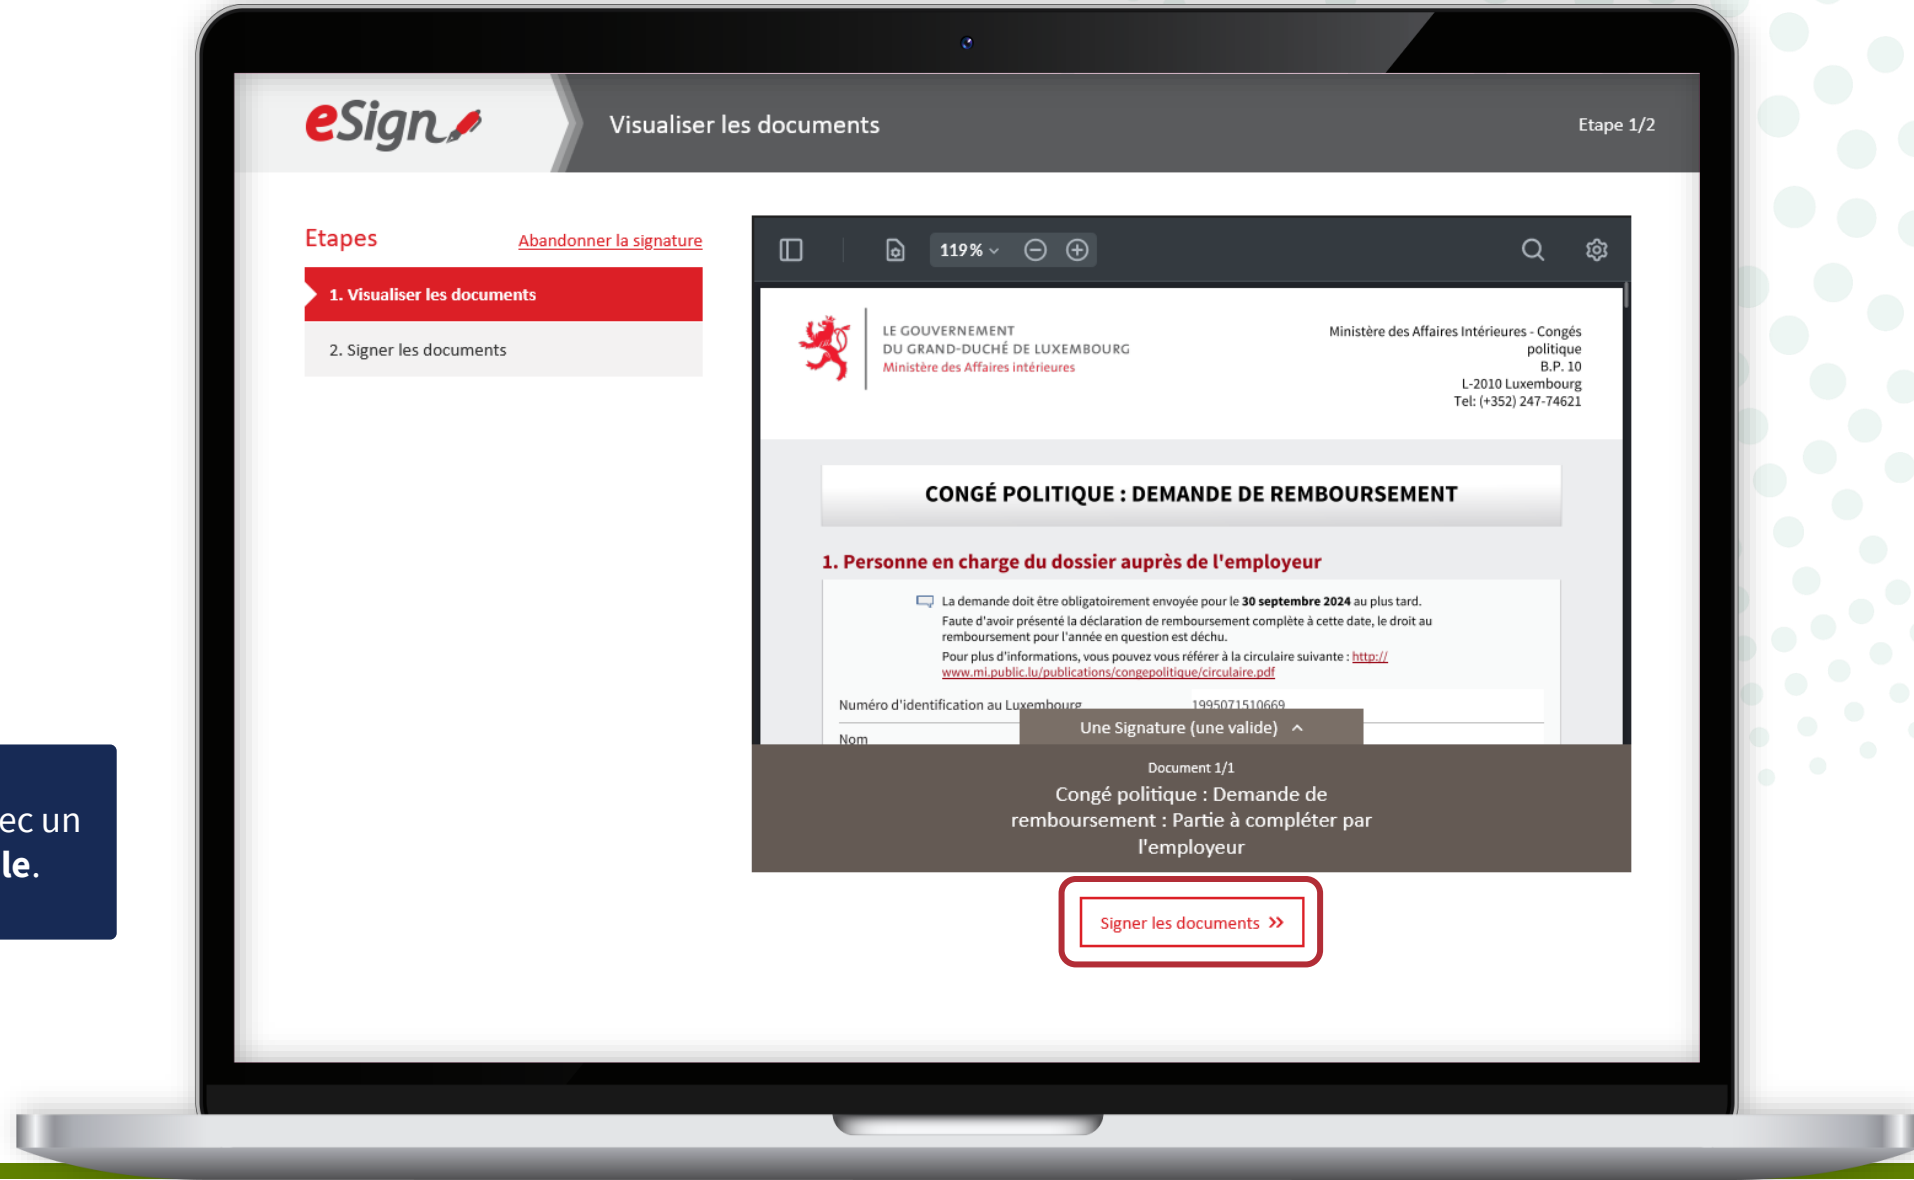 eSign
Visualiser les documents
Etape 1/2
Etapes
Abandonner la signature
1. Visualiser les documents
2. Signer les documents
119%
LE GOUVERNEMENT
DU GRAND-DUCHÉ DE LUXEMBOURG
Ministère des Affaires intérieures
Ministère des Affaires Intérieures - Congés
politique
B.P. 10
L-2010 Luxembourg
Tel: (+352) 247-74621
CONGÉ POLITIQUE : DEMANDE DE REMBOURSEMENT
1. Personne en charge du dossier auprès de l'employeur
La demande doit être obligatoirement envoyée pour le 30 septembre 2024 au plus tard.
Faute d'avoir présenté la déclaration de remboursement complète à cette date, le droit au
remboursement pour l'année en question est déchu.
Pour plus d'informations, vous pouvez vous référer à la circulaire suivante : http://
www.mi.public.lu/publications/congepolitique/circulaire.pdf
Numéro d'identification au Luxembourg 1995071510669
Nom
Une Signature (une valide)
Document 1/1
Congé politique : Demande de
remboursement : Partie à compléter par
l'employeur
Signer les documents
ec un
le.